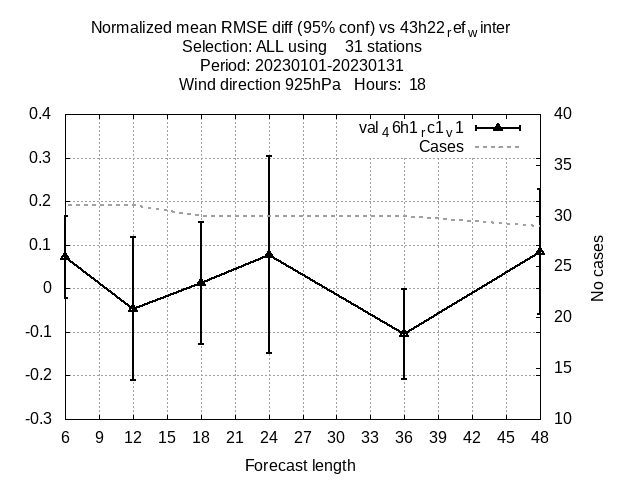 Normalized mean RMSE diff (95% conf) vs 43h22refwinter
Selection: ALL using 31 stations
Period: 20230101-20230131
Wind direction 925hPa Hours: 18
val46h1rc1v1
Cases
0.4
0.3
0.2
0.1
0
-0.1
-0.2
-0.3
40
35
30
25
20
15
10
No cases
6 9 12 15 18 21 24 27 30 33 36 39 42 45 48
Forecast length